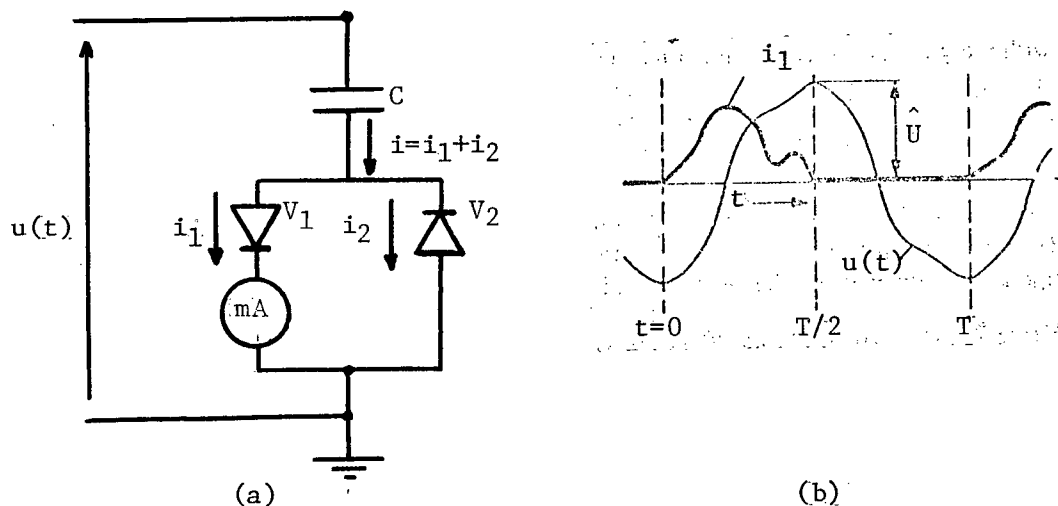 C
i=i₁+i₂
V₁
V₂
i₁
i₂
u(t)
mA
(a)
i₁
Û
t
u(t)
t=0
T/2
T
(b)